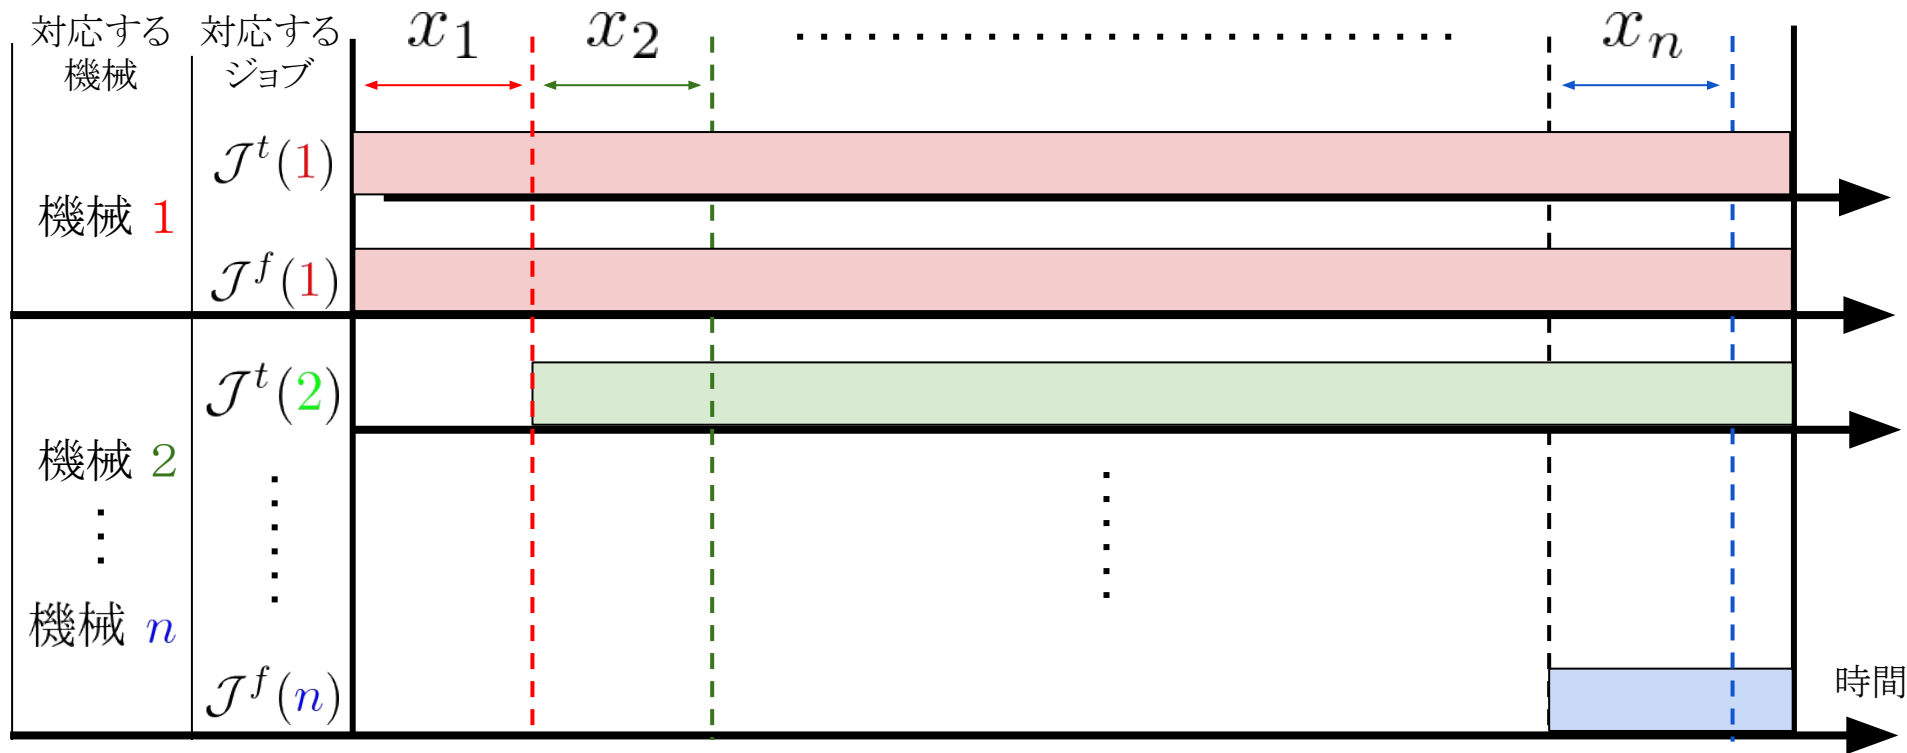 対応する
機械
対応する
ジョブ
x₁
x₂
xₙ
機械 1
𝒥ᵗ(1)
𝒥ᶠ(1)
機械 2
機械 n
𝒥ᵗ(2)
𝒥ᶠ(n)
時間